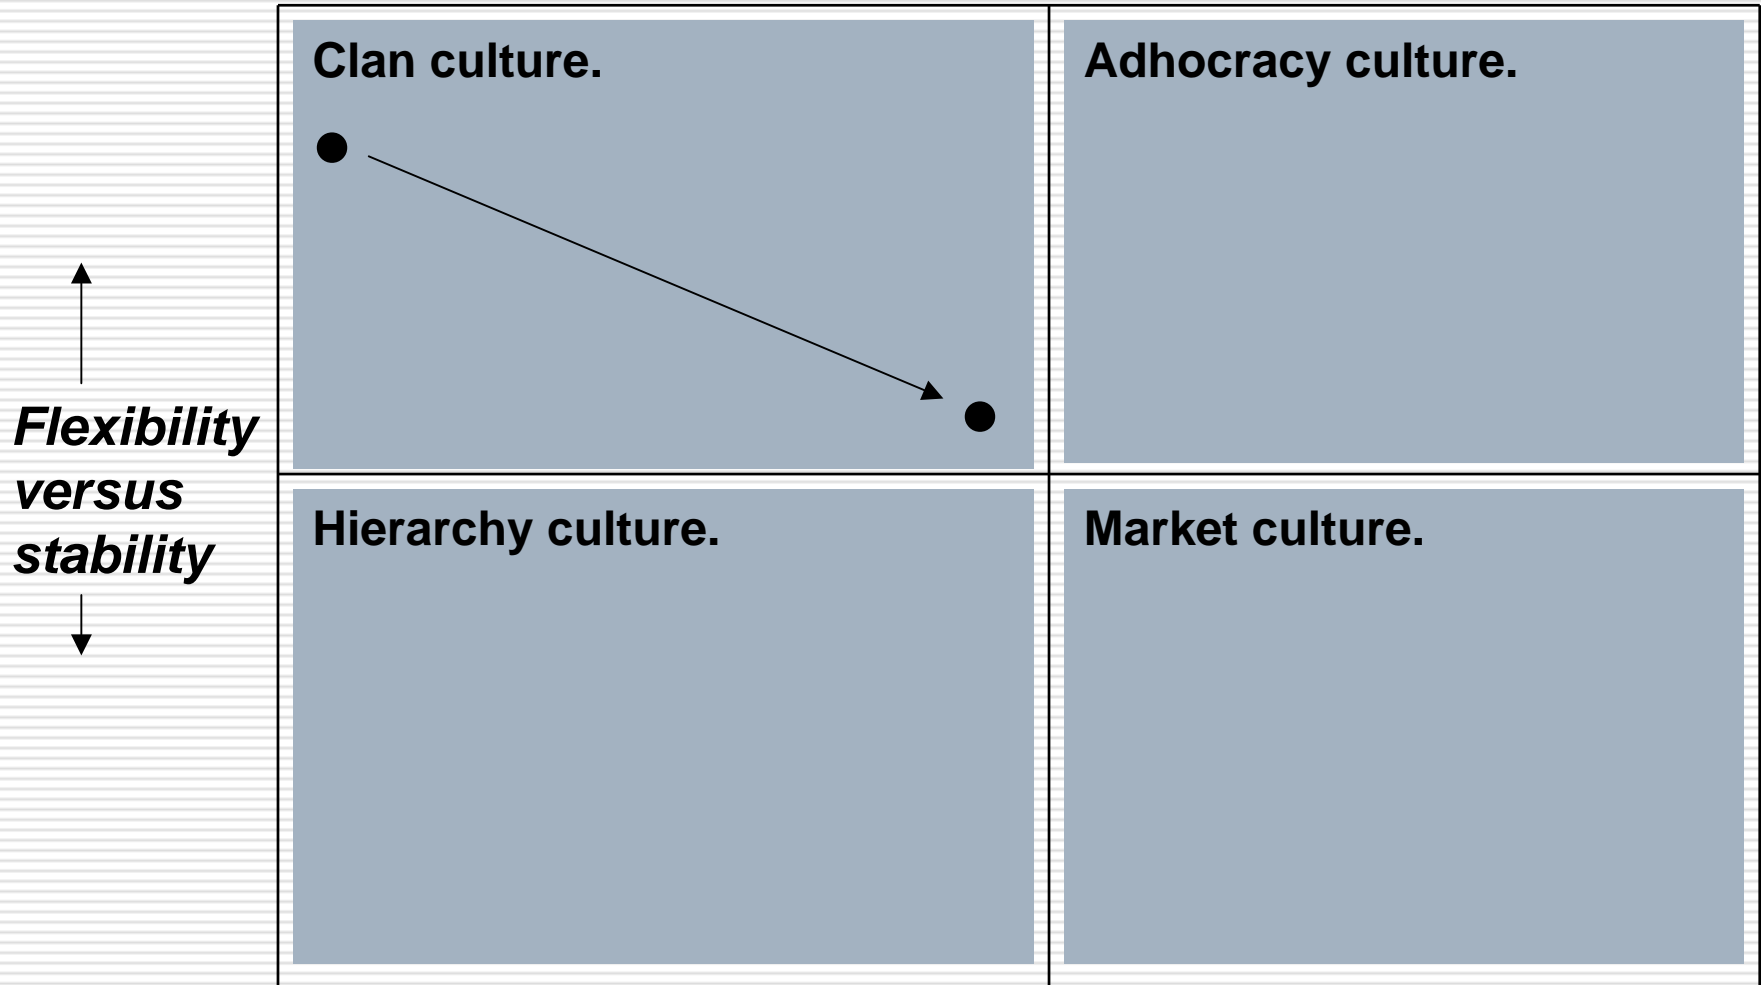 Clan culture.
Adhocracy culture.
Flexibility
versus
stability
Hierarchy culture.
Market culture.